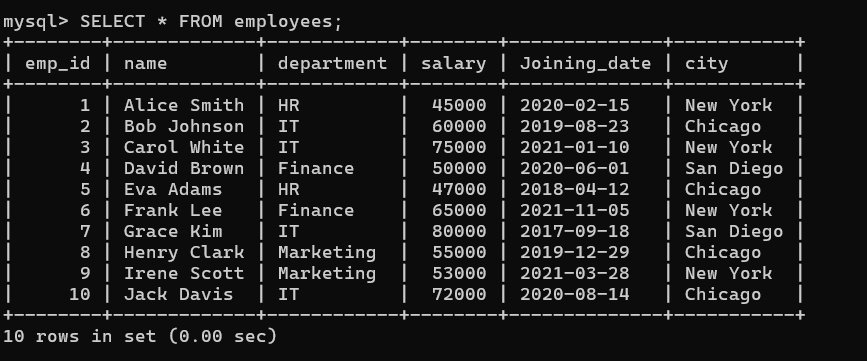 mysql> SELECT * FROM employees;
+--------+-------------+------------+--------+--------------+-----------+
| emp_id | name        | department | salary | Joining_date | city      |
+--------+-------------+------------+--------+--------------+-----------+
|      1 | Alice Smith | HR         |  45000 | 2020-02-15   | New York  |
|      2 | Bob Johnson | IT         |  60000 | 2019-08-23   | Chicago   |
|      3 | Carol White | IT         |  75000 | 2021-01-10   | New York  |
|      4 | David Brown | Finance    |  50000 | 2020-06-01   | San Diego |
|      5 | Eva Adams   | HR         |  47000 | 2018-04-12   | Chicago   |
|      6 | Frank Lee   | Finance    |  65000 | 2021-11-05   | New York  |
|      7 | Grace Kim   | IT         |  80000 | 2017-09-18   | San Diego |
|      8 | Henry Clark | Marketing  |  55000 | 2019-12-29   | Chicago   |
|      9 | Irene Scott | Marketing  |  53000 | 2021-03-28   | New York  |
|     10 | Jack Davis  | IT         |  72000 | 2020-08-14   | Chicago   |
+--------+-------------+------------+--------+--------------+-----------+
10 rows in set (0.00 sec)